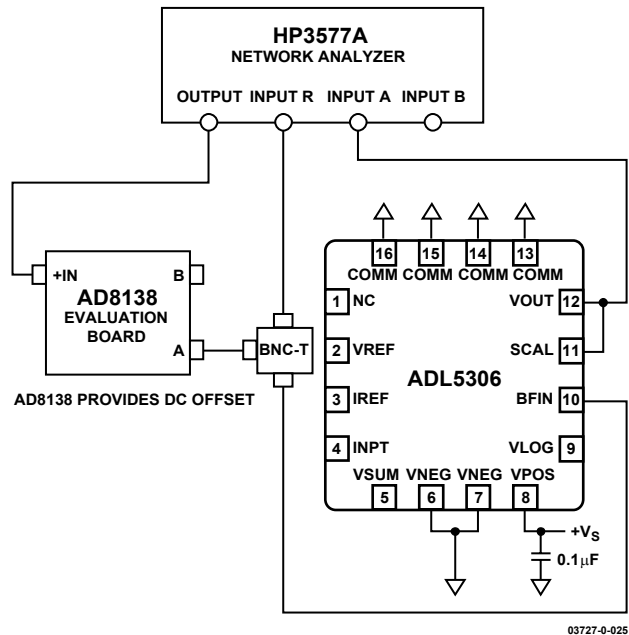 HP3577A
NETWORK ANALYZER
OUTPUT INPUT R INPUT A INPUT B
16 15 14 13
COMM COMM COMM COMM
+IN B
AD8138
EVALUATION
BOARD
A
BNC-T
AD8138 PROVIDES DC OFFSET
1 NC VOUT 12
2 VREF SCAL 11
ADL5306
3 IREF BFIN 10
4 INPT VLOG 9
VSUM VNEG VNEG VPOS
5 6 7 8
+VS
0.1µF
03727-0-025